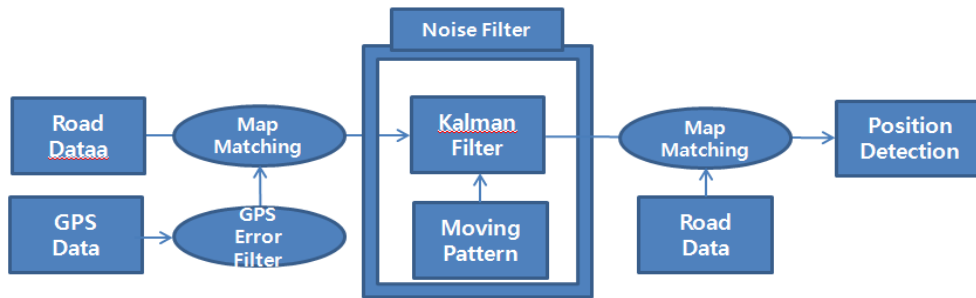 Noise Filter
Road
Dataa
Map
Matching
Kalman
Filter
Map
Matching
Position
Detection
GPS
Data
GPS
Error
Filter
Moving
Pattern
Road
Data